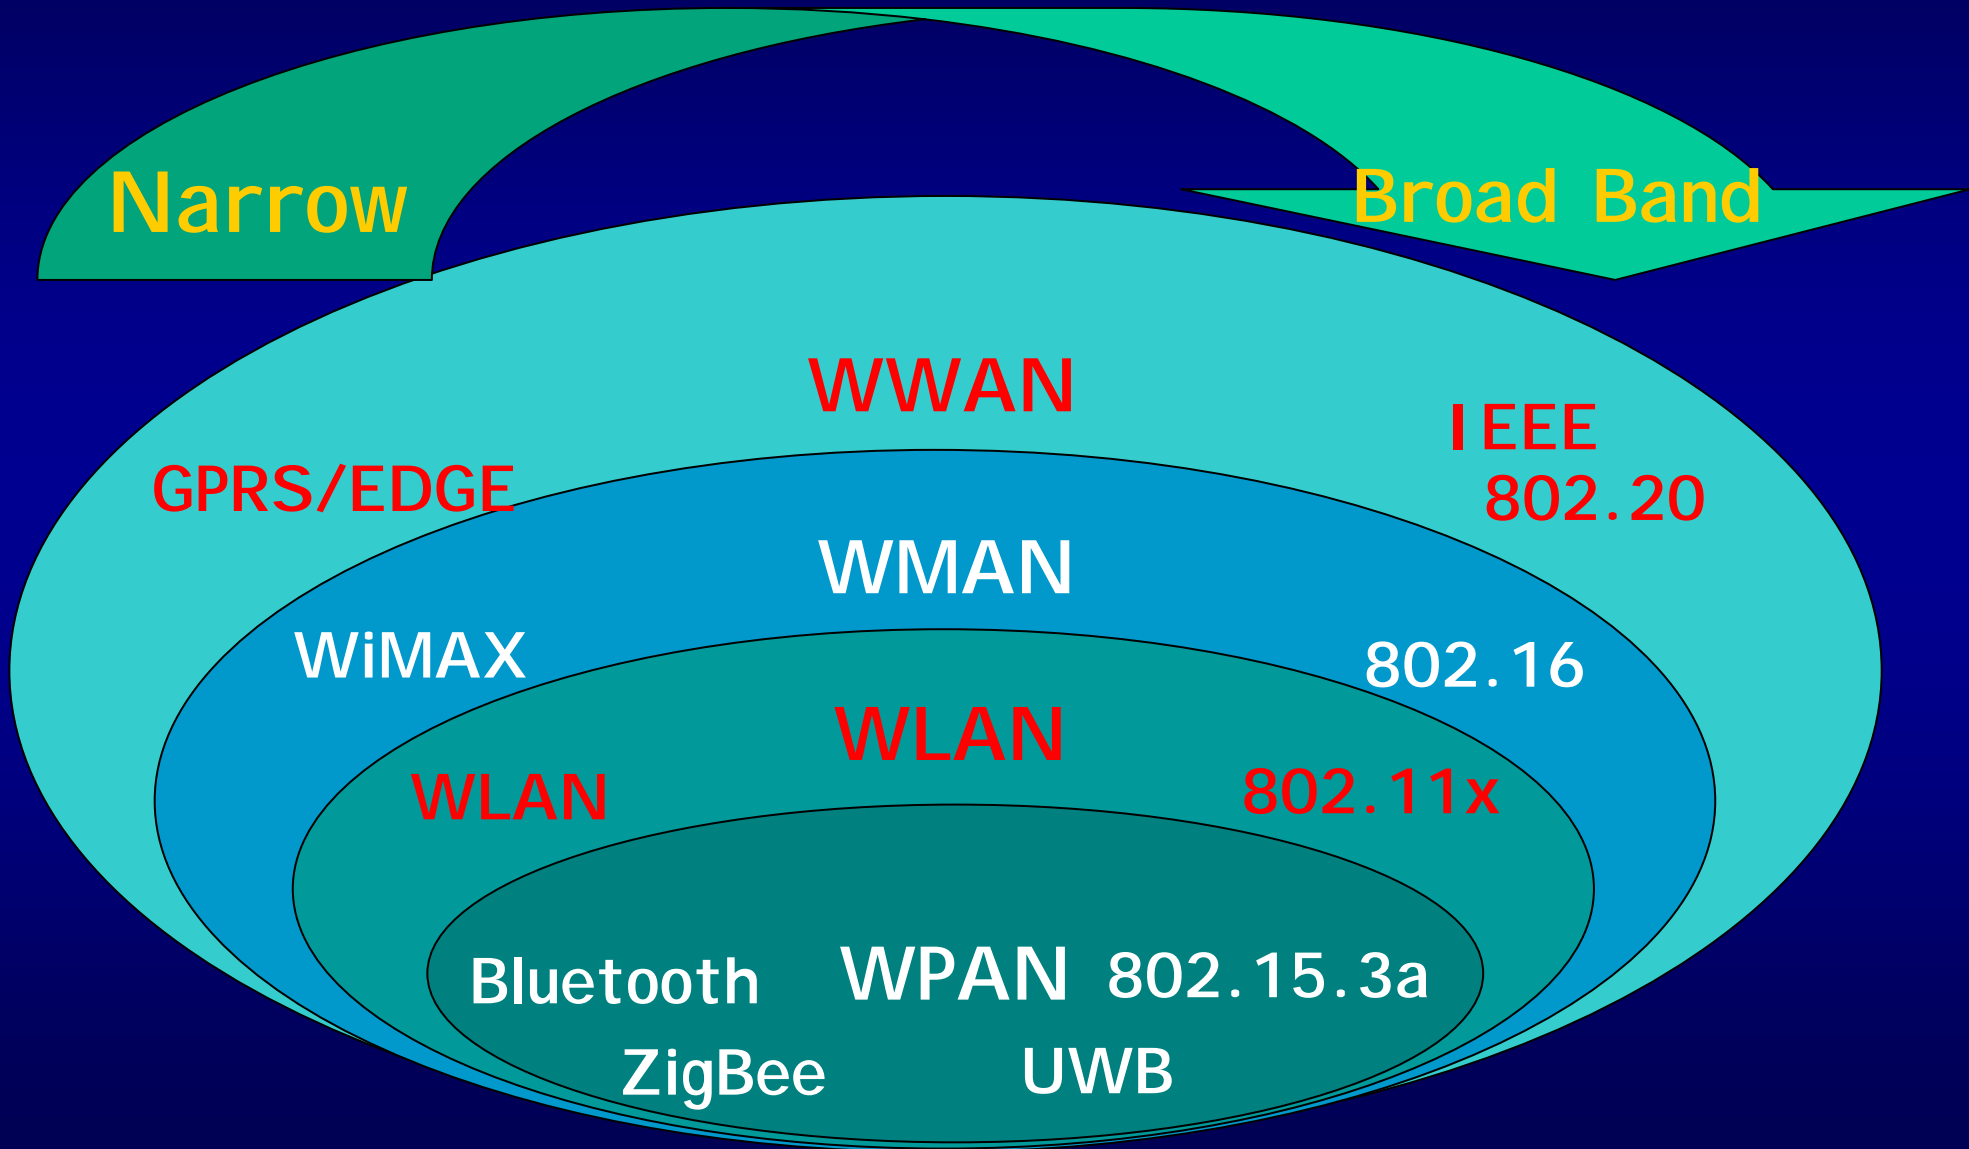 Narrow
Broad Band
WWAN
IEEE
802.20
GPRS/EDGE
WMAN
WiMAX
802.16
WLAN
WLAN
802.11x
Bluetooth WPAN 802.15.3a
ZigBee UWB